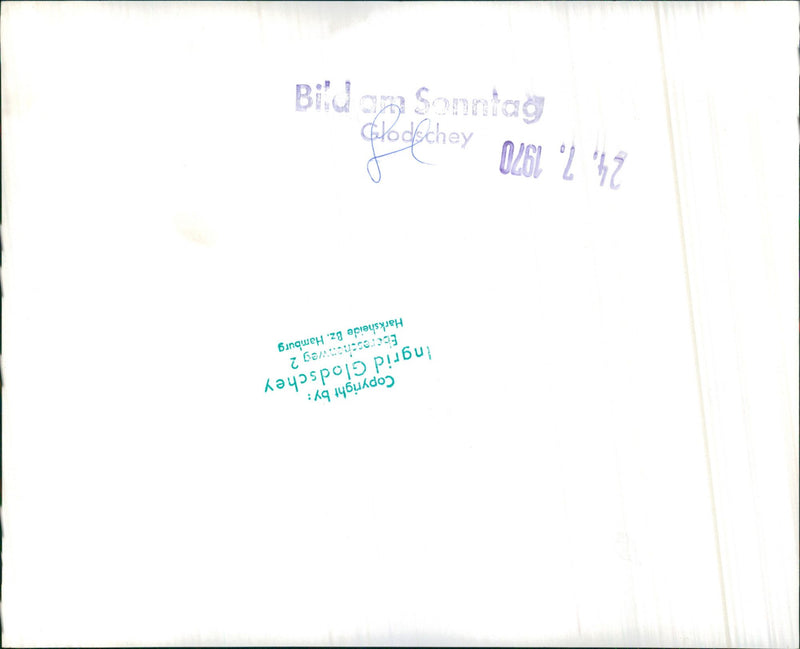 Bild am Sonntag
Glodschey
24. 7. 1970
Copyright by:
Ingrid Glodschey
Ebereschenweg 2
Harksheide Bz. Hamburg